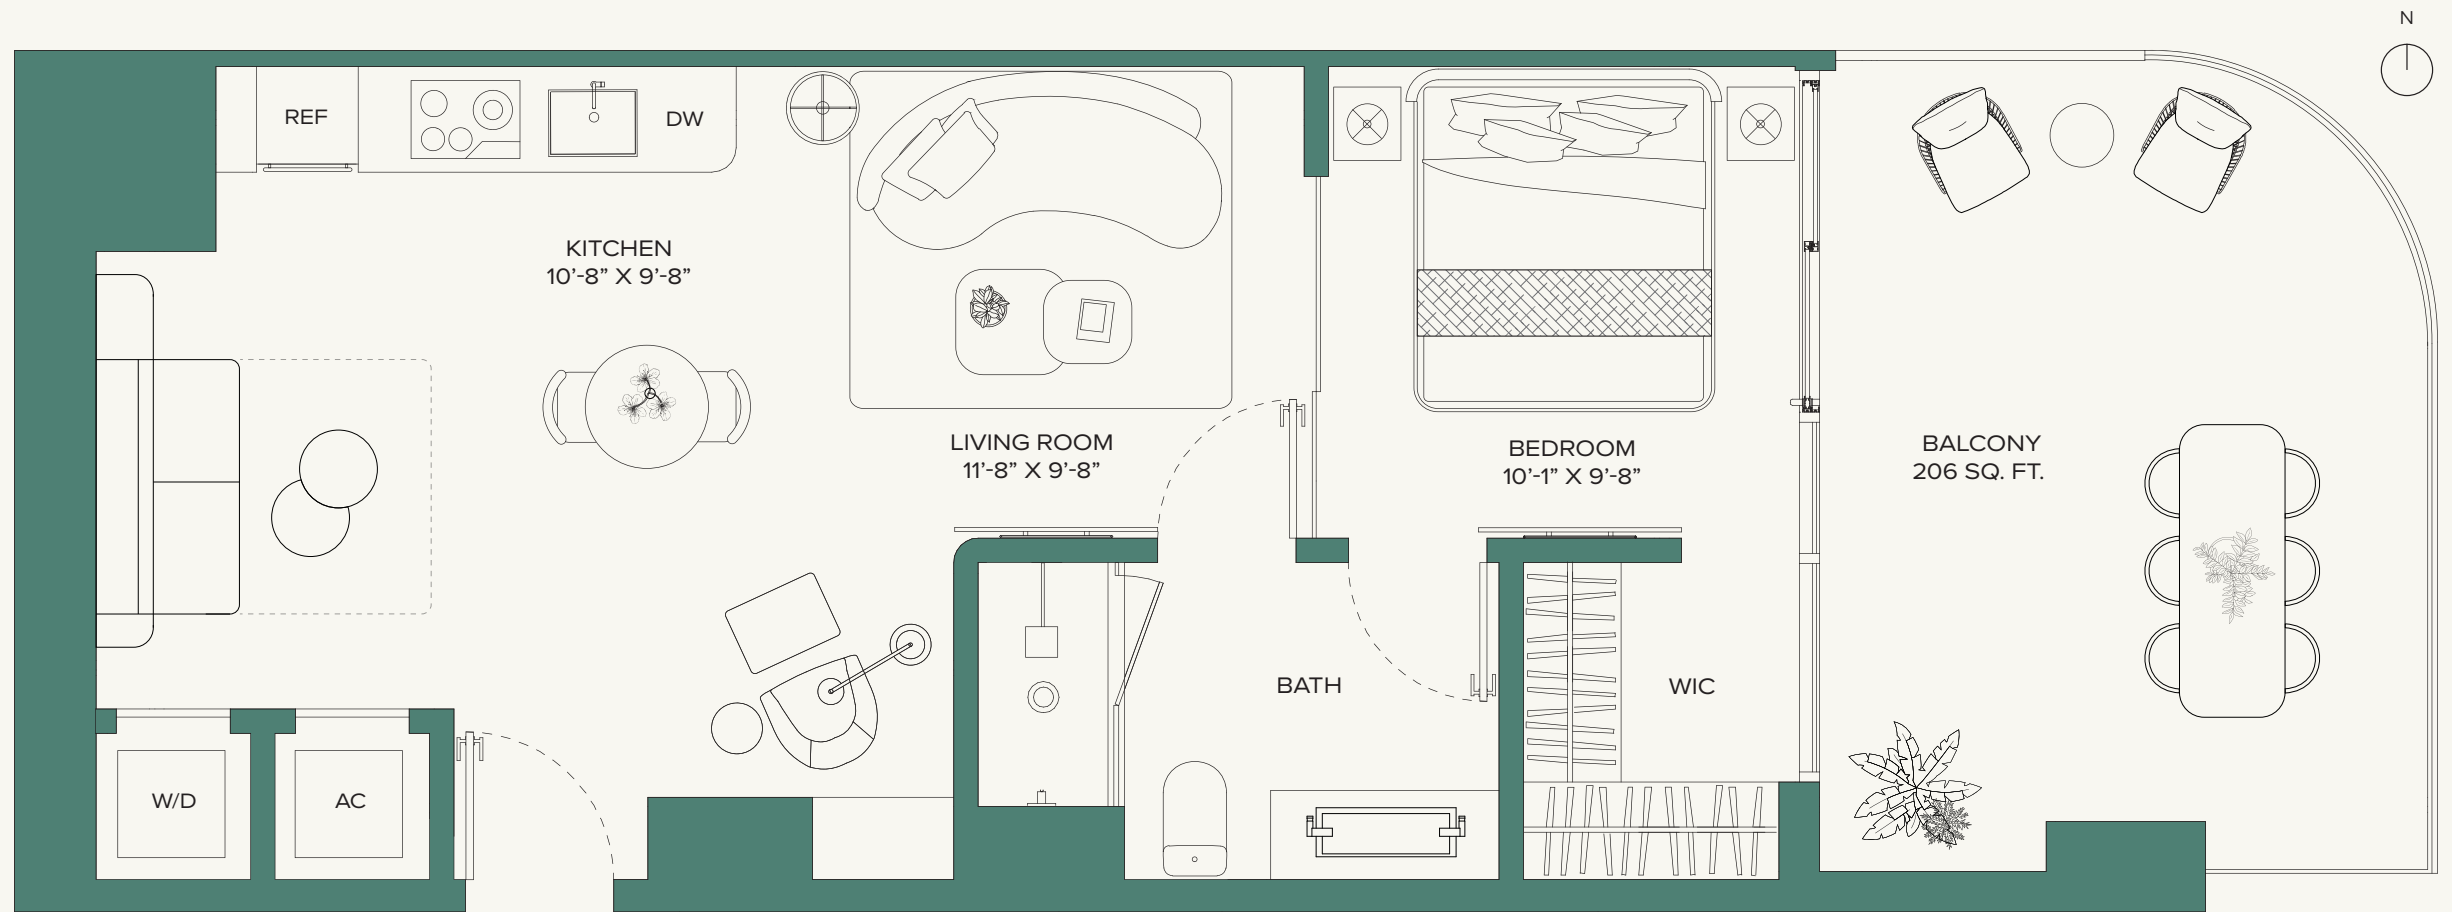 N
REF
DW
KITCHEN
10’-8” X 9’-8”
LIVING ROOM
11’-8” X 9’-8”
BEDROOM
10’-1” X 9’-8”
BALCONY
206 SQ. FT.
BATH
WIC
W/D
AC